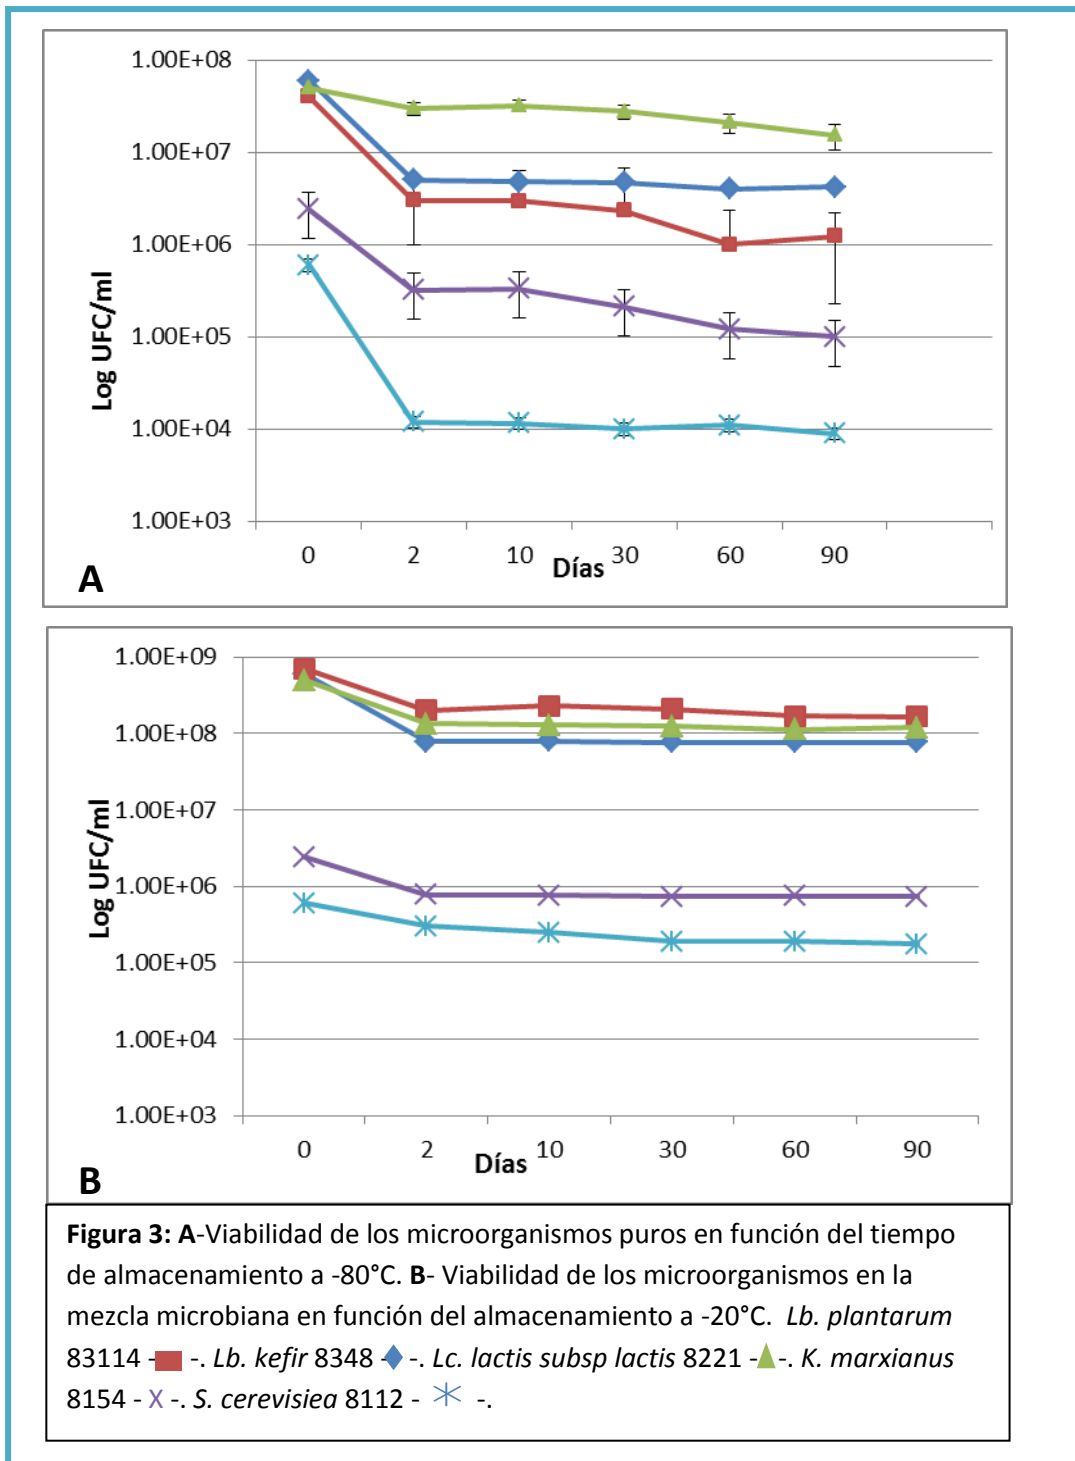 1.00E+08
1.00E+07
1.00E+06
1.00E+05
1.00E+04
1.00E+03
Log UFC/ml
0 2 10 30 60 90
Días
A
1.00E+09
1.00E+08
1.00E+07
1.00E+06
1.00E+05
1.00E+04
1.00E+03
Log UFC/ml
0 2 10 30 60 90
Días
B
Figura 3: A-Viabilidad de los microorganismos puros en función del tiempo
de almacenamiento a -80°C. B- Viabilidad de los microorganismos en la
mezcla microbiana en función del almacenamiento a -20°C. Lb. plantarum
83114 - -. Lb. kefir 8348 - -. Lc. lactis subsp lactis 8221 - -. K. marxianus
8154 - X -. S. cerevisiea 8112 - -.